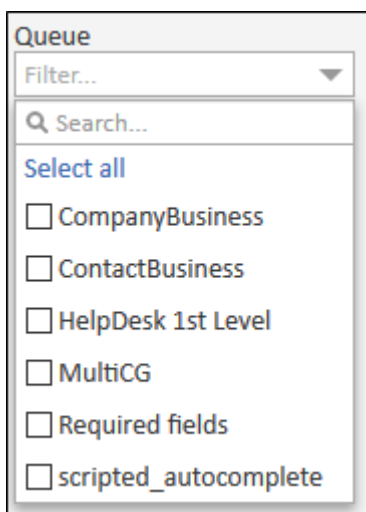 Queue
Filter...
Search...
Select all
CompanyBusiness
ContactBusiness
HelpDesk 1st Level
MultiCG
Required fields
scripted_autocomplete